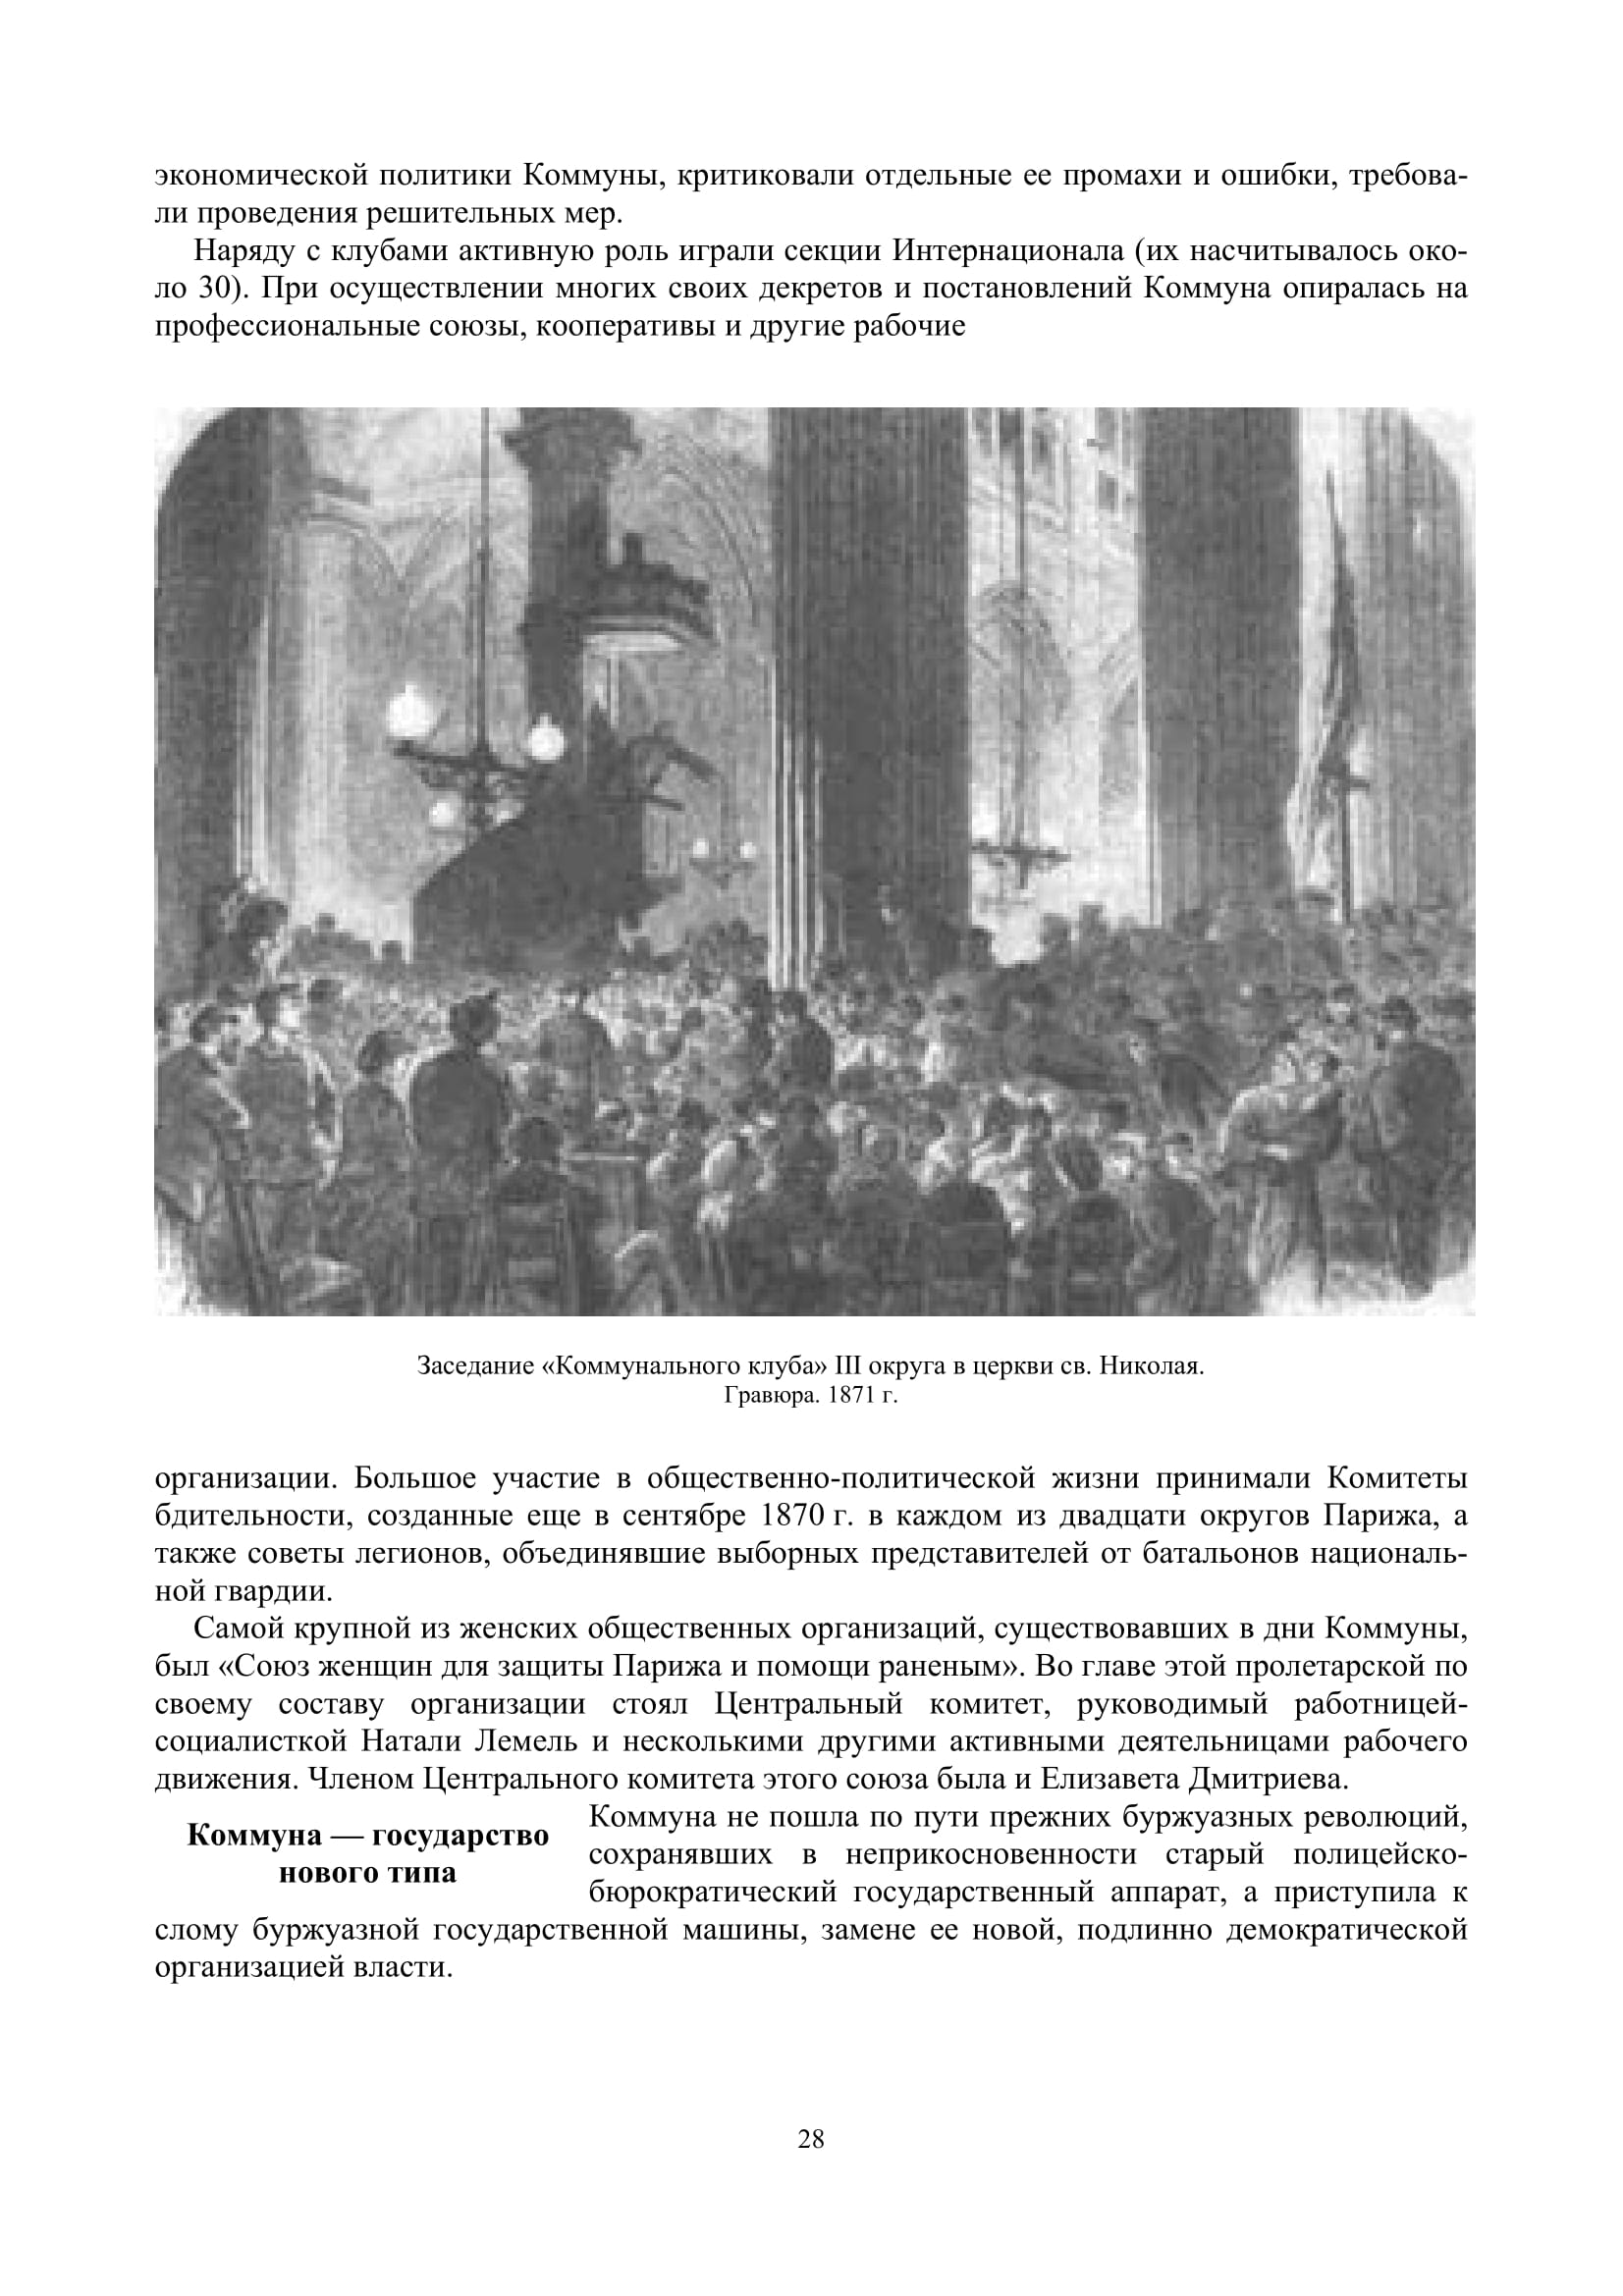 экономической политики Коммуны, критиковали отдельные ее промахи и ошибки, требова-
ли проведения решительных мер.
Наряду с клубами активную роль играли секции Интернационала (их насчитывалось око-
ло 30). При осуществлении многих своих декретов и постановлений Коммуна опиралась на
профессиональные союзы, кооперативы и другие рабочие
Заседание «Коммунального клуба» III округа в церкви св. Николая.
Гравюра. 1871 г.
организации. Большое участие в общественно-политической жизни принимали Комитеты
бдительности, созданные еще в сентябре 1870 г. в каждом из двадцати округов Парижа, а
также советы легионов, объединявшие выборных представителей от батальонов националь-
ной гвардии.
Самой крупной из женских общественных организаций, существовавших в дни Коммуны,
был «Союз женщин для защиты Парижа и помощи раненым». Во главе этой пролетарской по
своему составу организации стоял Центральный комитет, руководимый работницей-
социалисткой Натали Лемель и несколькими другими активными деятельницами рабочего
движения. Членом Центрального комитета этого союза была и Елизавета Дмитриева.
Коммуна — государство
нового типа
Коммуна не пошла по пути прежних буржуазных революций,
сохранявших в неприкосновенности старый полицейско-
бюрократический государственный аппарат, а приступила к
слому буржуазной государственной машины, замене ее новой, подлинно демократической
организацией власти.
28